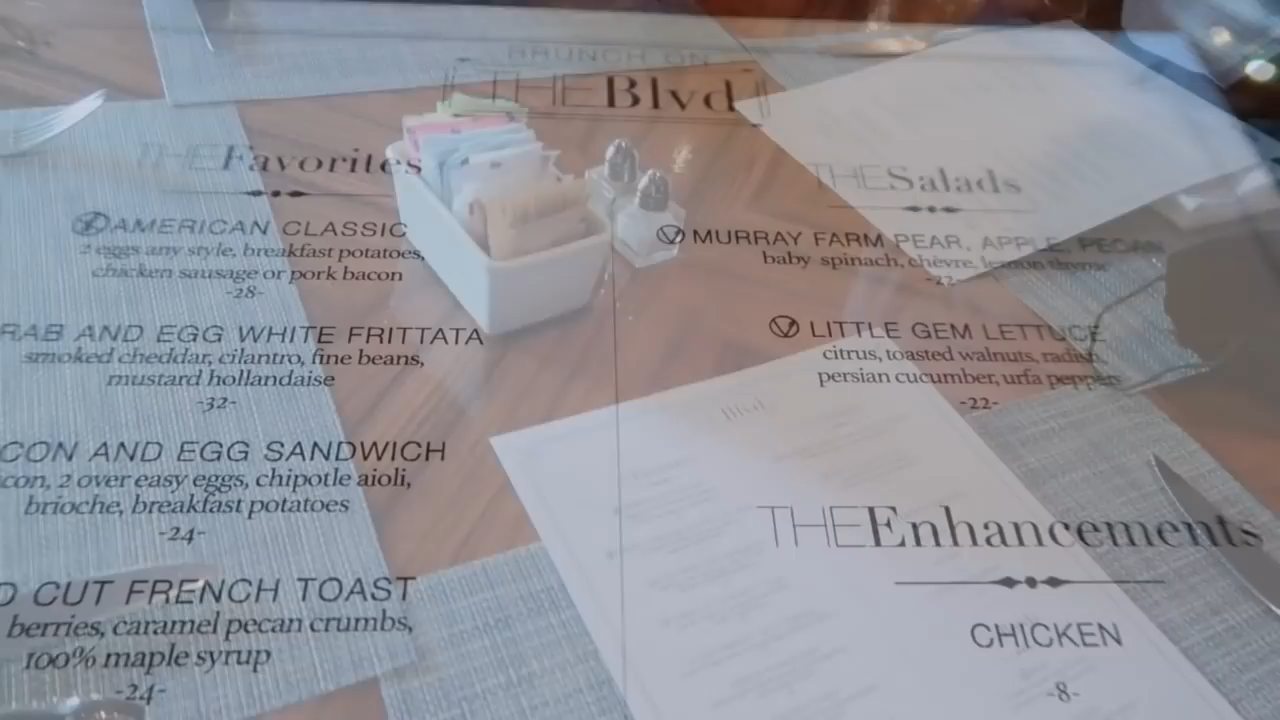 BRUNCH ON
THE Blvd
THE Favorites
AMERICAN CLASSIC
2 eggs any style, breakfast potatoes,
chicken sausage or pork bacon
-28-
AND EGG WHITE FRITTATA
smoked cheddar, cilantro, fine beans,
mustard hollandaise
-32-
AND EGG SANDWICH
2 over easy eggs, chipotle aioli,
brioche, breakfast potatoes
-24-
CUT FRENCH TOAST
berries, caramel pecan crumbs,
100% maple syrup
-24-
THE Salads
V MURRAY FARM PEAR, APPLE, PECAN
baby spinach, chèvre, lemon thyme
-22-
V LITTLE GEM LETTUCE
citrus, toasted walnuts, radish,
persian cucumber, urfa peppers
-22-
Blvd
THE Enhancements
CHICKEN
-8-